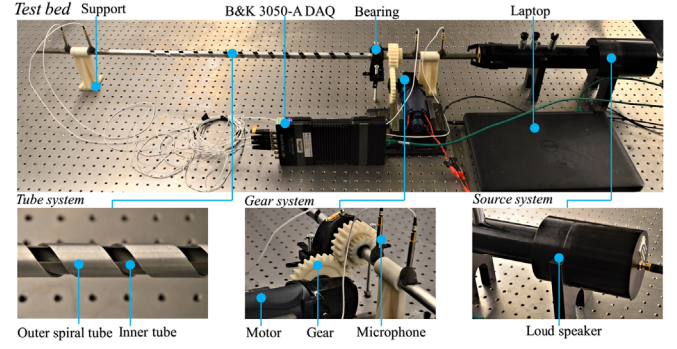 Test bed Support B&K 3050-A DAQ Bearing Laptop
Tube system Gear system Source system
Outer spiral tube Inner tube Motor Gear Microphone Loud speaker